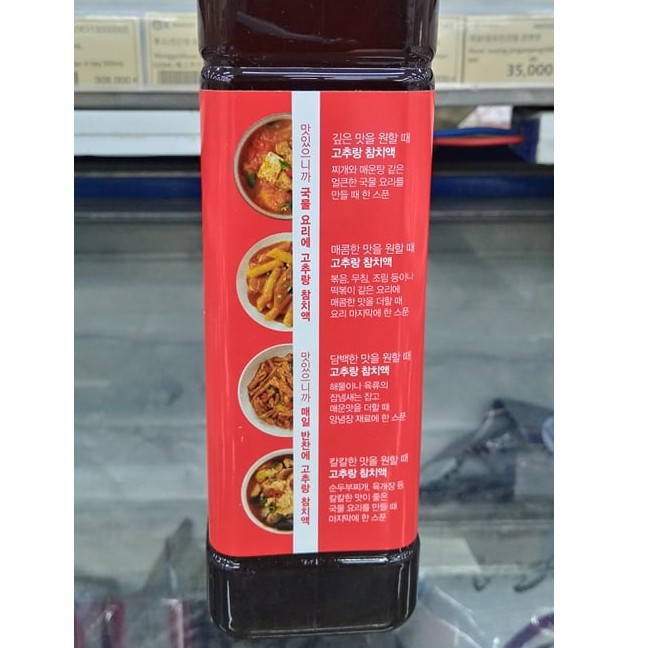 308,000
35,000
맛있으니까 국물 요리에 고추랑 참치액
맛있으니까 매일 반찬에 고추랑 참치액
깊은 맛을 원할 때
고추랑 참치액
찌개와 매운탕 같은
얼큰한 국물 요리를
만들 때 한 스푼
매콤한 맛을 원할 때
고추랑 참치액
볶음, 무침, 조림 등이나
떡볶이 같은 요리에
매콤한 맛을 더할 때
요리 마지막에 한 스푼
담백한 맛을 원할 때
고추랑 참치액
해물이나 육류의
잡냄새는 잡고
매운맛을 더할 때
양념장 재료에 한 스푼
칼칼한 맛을 원할 때
고추랑 참치액
순두부찌개, 육개장 등
칼칼한 맛이 좋은
국물 요리를 만들 때
마지막에 한 스푼